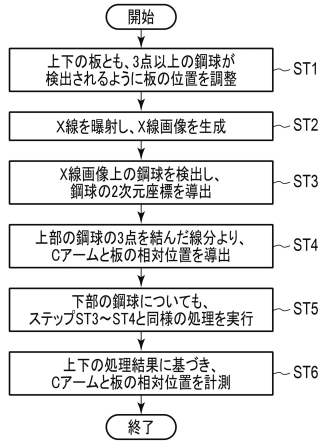 開始
上下の板とも、3点以上の鋼球が
検出されるように板の位置を調整
ST1
X線を曝射し、X線画像を生成
ST2
X線画像上の鋼球を検出し、
鋼球の2次元座標を導出
ST3
上部の鋼球の3点を結んだ線分より、
Cアームと板の相対位置を導出
ST4
下部の鋼球についても、
ステップST3～ST4と同様の処理を実行
ST5
上下の処理結果に基づき、
Cアームと板の相対位置を計測
ST6
終了